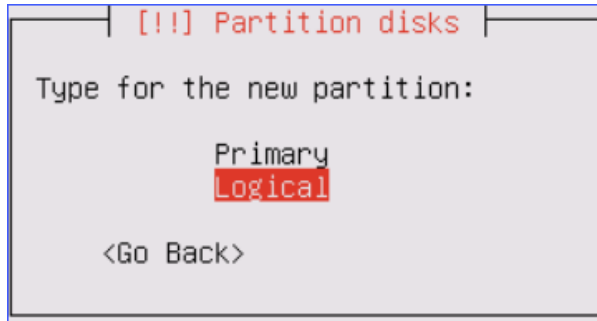 [!!] Partition disks
Type for the new partition:
Primary
Logical
<Go Back>